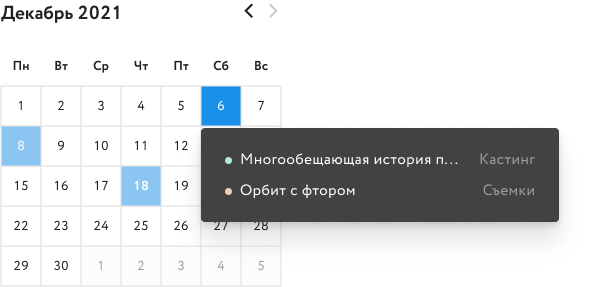 Декабрь 2021
Пн Вт Ср Чт Пт Сб Вс
1 2 3 4 5 6 7
8 9 10 11 12
Многообещающая история п... Кастинг
15 16 17 18 19
Орбит с фтором Съемки
22 23 24 25 26 27 28
29 30 1 2 3 4 5